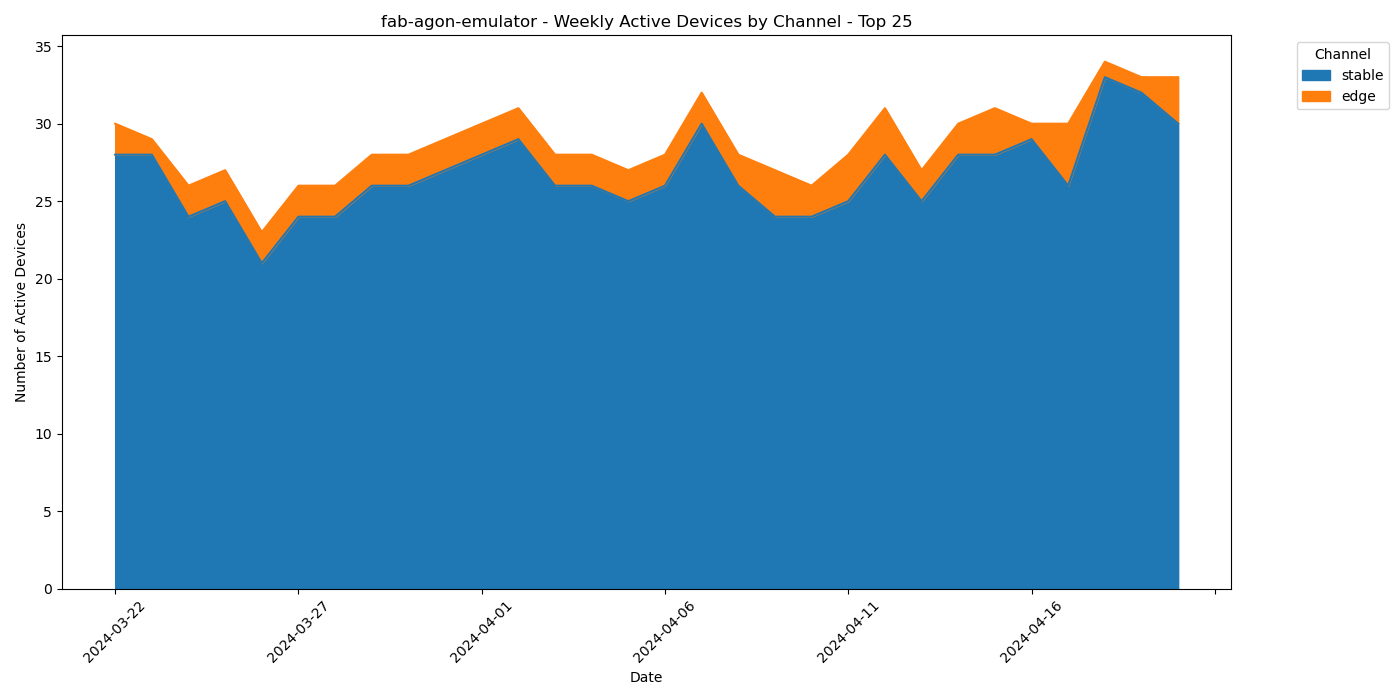 fab-agon-emulator - Weekly Active Devices by Channel - Top 25
Number of Active Devices
35
30
25
20
15
10
5
0
2024-03-22
2024-03-27
2024-04-01
2024-04-06
2024-04-11
2024-04-16
Date
Channel
stable
edge